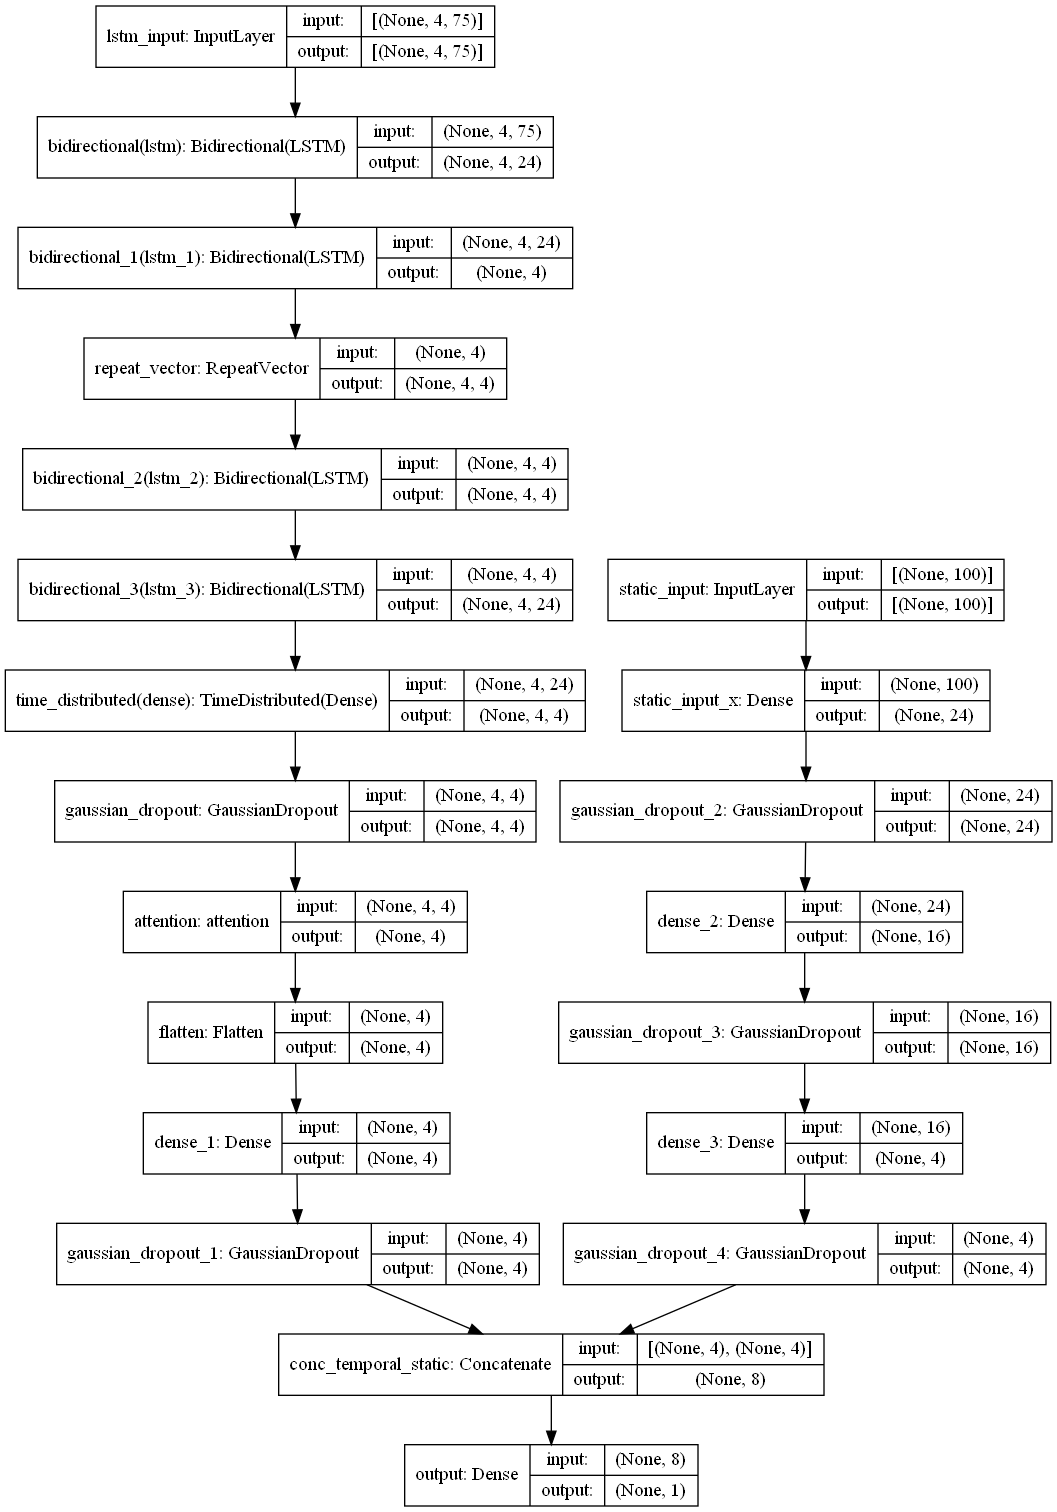 lstm_input: InputLayer
input:
[(None, 4, 75)]
output:
[(None, 4, 75)]
bidirectional(lstm): Bidirectional(LSTM)
input:
(None, 4, 75)
output:
(None, 4, 24)
bidirectional_1(lstm_1): Bidirectional(LSTM)
input:
(None, 4, 24)
output:
(None, 4)
repeat_vector: RepeatVector
input:
(None, 4)
output:
(None, 4, 4)
bidirectional_2(lstm_2): Bidirectional(LSTM)
input:
(None, 4, 4)
output:
(None, 4, 4)
bidirectional_3(lstm_3): Bidirectional(LSTM)
input:
(None, 4, 4)
output:
(None, 4, 24)
time_distributed(dense): TimeDistributed(Dense)
input:
(None, 4, 24)
output:
(None, 4, 4)
gaussian_dropout: GaussianDropout
input:
(None, 4, 4)
output:
(None, 4, 4)
attention: attention
input:
(None, 4, 4)
output:
(None, 4)
flatten: Flatten
input:
(None, 4)
output:
(None, 4)
dense_1: Dense
input:
(None, 4)
output:
(None, 4)
gaussian_dropout_1: GaussianDropout
input:
(None, 4)
output:
(None, 4)
static_input: InputLayer
input:
[(None, 100)]
output:
[(None, 100)]
static_input_x: Dense
input:
(None, 100)
output:
(None, 24)
gaussian_dropout_2: GaussianDropout
input:
(None, 24)
output:
(None, 24)
dense_2: Dense
input:
(None, 24)
output:
(None, 16)
gaussian_dropout_3: GaussianDropout
input:
(None, 16)
output:
(None, 16)
dense_3: Dense
input:
(None, 16)
output:
(None, 4)
gaussian_dropout_4: GaussianDropout
input:
(None, 4)
output:
(None, 4)
conc_temporal_static: Concatenate
input:
[(None, 4), (None, 4)]
output:
(None, 8)
output: Dense
input:
(None, 8)
output:
(None, 1)